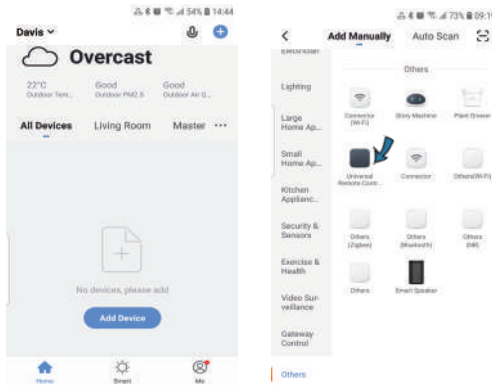 54% 14:44
Davis
Overcast
22°C Good Good
Outdoor Tem... Outdoor PM2.5 Outdoor Air Q...
All Devices Living Room Master
No devices, please add
Add Device
Home Smart Me
73% 09:19
Add Manually Auto Scan
Others
Lighting
Large
Home Ap...
Small
Home Ap...
Kitchen
Applianc...
Security &
Sensors
Exercise &
Health
Video Sur-
veillance
Gateway
Control
Others
Connector
(Wi-Fi)
Story Machine
Plant Grower
Universal
Remote Contr...
Connector
Others(Wi-Fi)
Others
(Zigbee)
Others
(Bluetooth)
Others
(NB)
Others
Smart Speaker